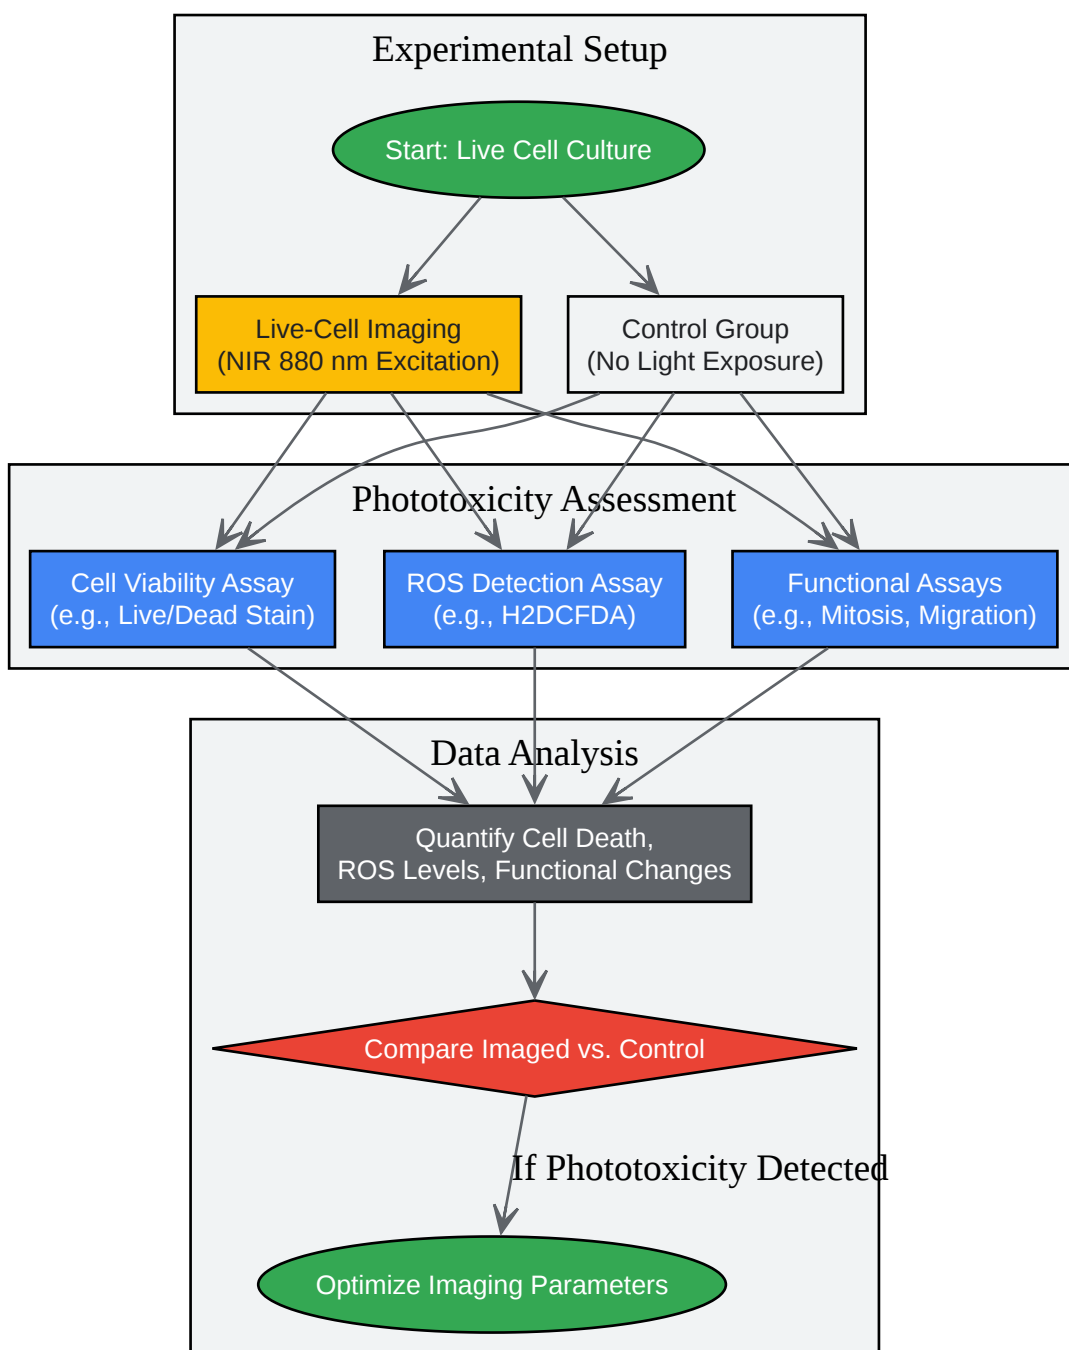 Experimental Setup
Start: Live Cell Culture
Live-Cell Imaging
(NIR 880 nm Excitation)
Control Group
(No Light Exposure)
Phototoxicity Assessment
Cell Viability Assay
(e.g., Live/Dead Stain)
ROS Detection Assay
(e.g., H2DCFDA)
Functional Assays
(e.g., Mitosis, Migration)
Data Analysis
Quantify Cell Death,
ROS Levels, Functional Changes
Compare Imaged vs. Control
If Phototoxicity Detected
Optimize Imaging Parameters